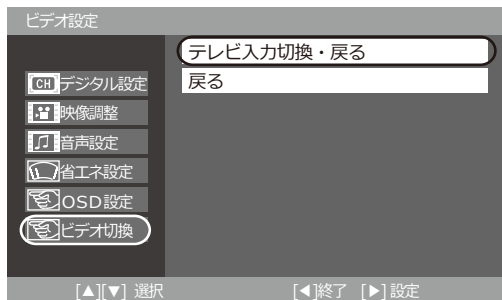 ビデオ設定
テレビ入力切換・戻る
戻る
CH デジタル設定
映像調整
音声設定
省エネ設定
OSD設定
ビデオ切換
[▲][▼] 選択 [◀]終了 [▶]設定